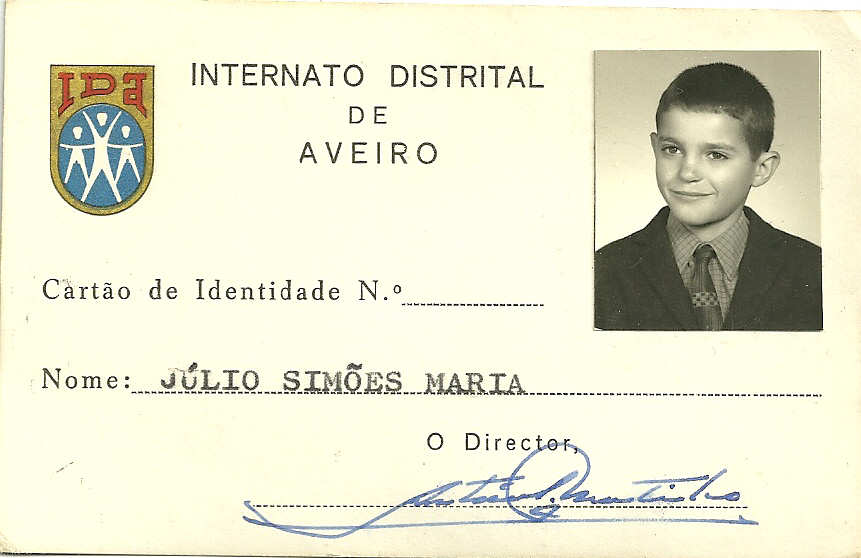 IDA
INTERNATO DISTRITAL
DE
AVEIRO
Cartão de Identidade N.º
Nome: JÚLIO SIMÕES MARIA
O Director,